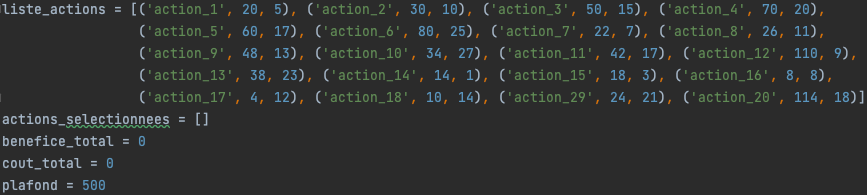 liste_actions = [('action_1', 20, 5), ('action_2', 30, 10), ('action_3', 50, 15), ('action_4', 70, 20),
('action_5', 60, 17), ('action_6', 80, 25), ('action_7', 22, 7), ('action_8', 26, 11),
('action_9', 48, 13), ('action_10', 34, 27), ('action_11', 42, 17), ('action_12', 110, 9),
('action_13', 38, 23), ('action_14', 14, 1), ('action_15', 18, 3), ('action_16', 8, 8),
('action_17', 4, 12), ('action_18', 10, 14), ('action_29', 24, 21), ('action_20', 114, 18)]
actions_selectionnees = []
benefice_total = 0
cout_total = 0
plafond = 500